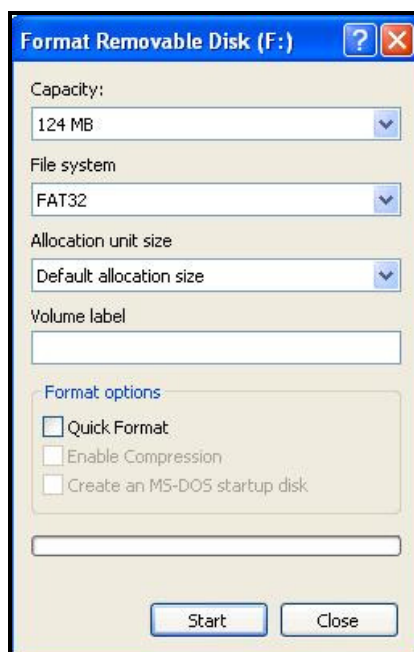 Format Removable Disk (F:)
Capacity:
124 MB
File system
FAT32
Allocation unit size
Default allocation size
Volume label
Format options
Quick Format
Enable Compression
Create an MS-DOS startup disk
Start Close